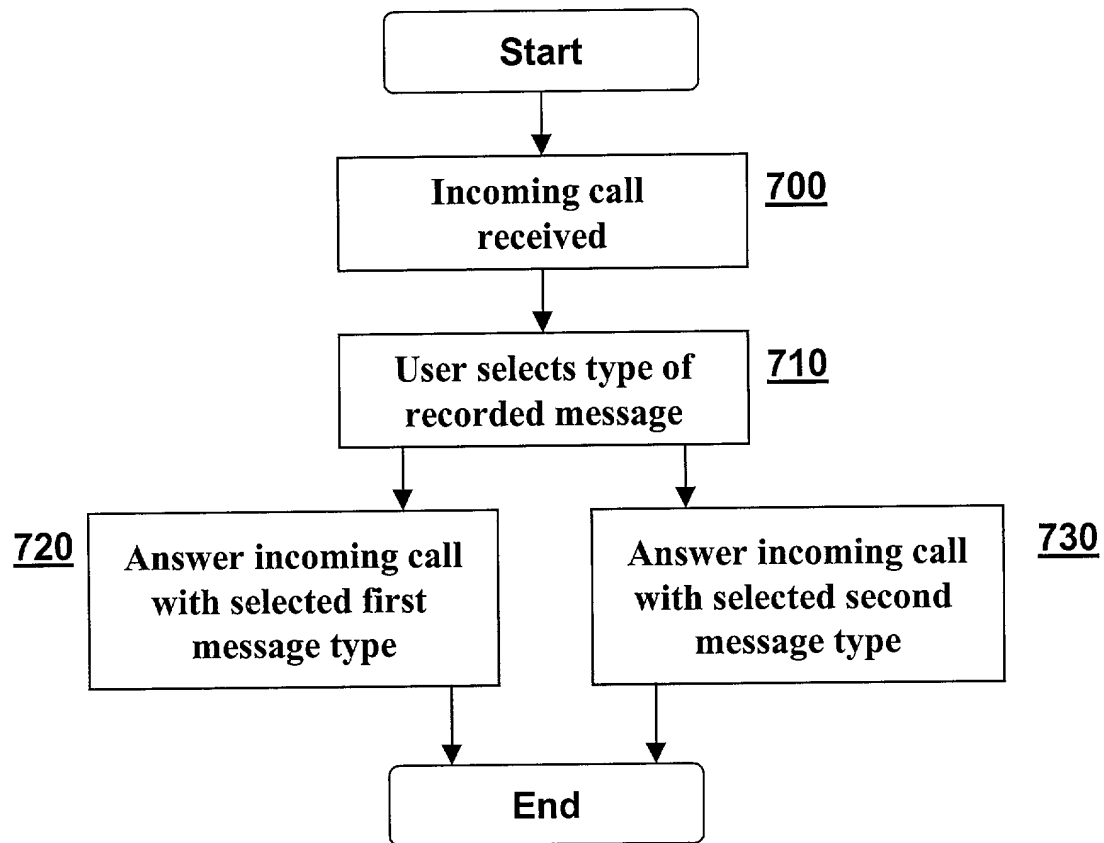 Start
Incoming call
received
700
User selects type of
recorded message
710
720
Answer incoming call
with selected first
message type
Answer incoming call
with selected second
message type
730
End